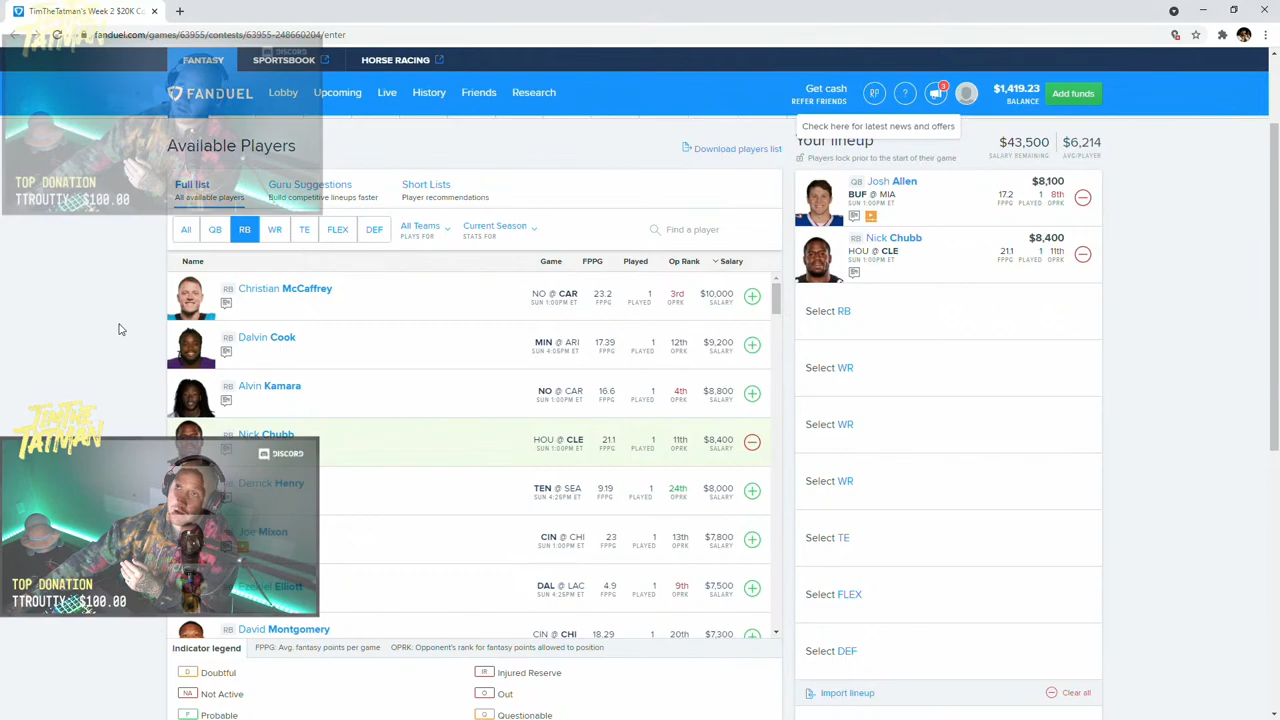 TimTheTatman's Week 2 $20K Co
fanduel.com/games/63955/contests/63955-248660204/enter
TATMAN
DISCORD
FANTASY
SPORTSBOOK
HORSE RACING
FANDUEL
Lobby
Upcoming
Live
History
Friends
Research
Get cash
REFER FRIENDS
RP
?
3
$1,419.23
BALANCE
Add funds
Check here for latest news and offers
Available Players
Download players list
Your lineup
Players lock prior to the start of their game
$43,500
SALARY REMAINING
$6,214
AVG/PLAYER
TOP DONATION
TTROUTTY $100.00
Full list
All available players
Guru Suggestions
Build competitive lineups faster
Short Lists
Player recommendations
All
QB
RB
WR
TE
FLEX
DEF
All Teams
PLAYS FOR
Current Season
STATS FOR
Find a player
Name
Game
FPPG
Played
Op Rank
Salary
RB Christian McCaffrey
NO @ CAR 23.2 1 3rd $10,000
SUN 1:00PM ET FPPG PLAYED OPRK SALARY
RB Dalvin Cook
MIN @ ARI 17.39 1 12th $9,200
SUN 4:05PM ET FPPG PLAYED OPRK SALARY
RB Alvin Kamara
NO @ CAR 16.6 1 4th $8,800
SUN 1:00PM ET FPPG PLAYED OPRK SALARY
RB Nick Chubb
HOU @ CLE 21.1 1 11th $8,400
SUN 1:00PM ET FPPG PLAYED OPRK SALARY
Derrick Henry
TEN @ SEA 9.19 1 24th $8,000
SUN 4:25PM ET FPPG PLAYED OPRK SALARY
Joe Mixon
CIN @ CHI 23 1 13th $7,800
SUN 1:00PM ET FPPG PLAYED OPRK SALARY
Ezekiel Elliott
DAL @ LAC 4.9 1 9th $7,500
SUN 4:25PM ET FPPG PLAYED OPRK SALARY
RB David Montgomery
CIN @ CHI 18.29 1 20th $7,300
TIMTHE
TATMAN
DISCORD
TOP DONATION
TTROUTTY $100.00
Indicator legend
FPPG: Avg. fantasy points per game
OPRK: Opponent's rank for fantasy points allowed to position
D Doubtful
IR Injured Reserve
NA Not Active
O Out
P Probable
Q Questionable
QB Josh Allen $8,100
BUF @ MIA 17.2 1 8th
SUN 1:00PM ET FPPG PLAYED OPRK
RB Nick Chubb $8,400
HOU @ CLE 21.1 1 11th
SUN 1:00PM ET FPPG PLAYED OPRK
Select RB
Select WR
Select WR
Select WR
Select TE
Select FLEX
Select DEF
Import lineup
Clear all